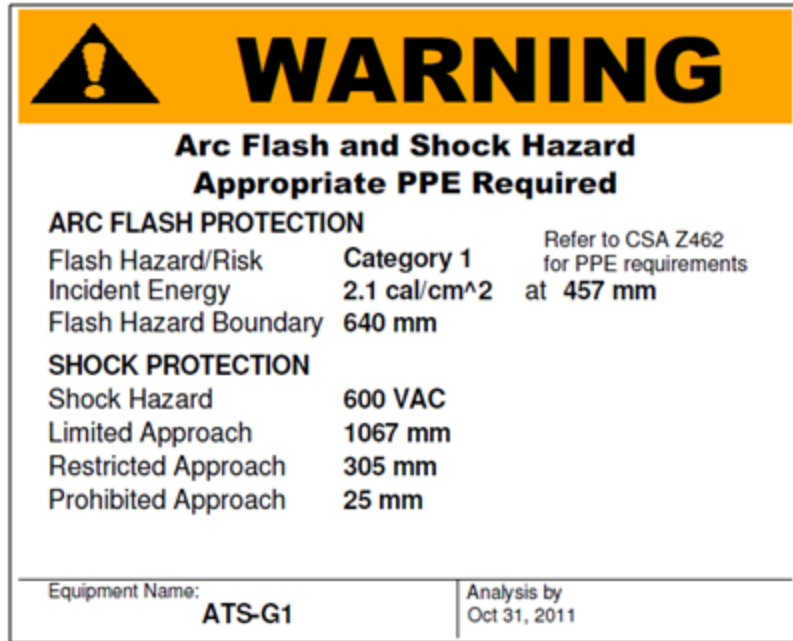 WARNING
Arc Flash and Shock Hazard
Appropriate PPE Required
ARC FLASH PROTECTION
Refer to CSA Z462
for PPE requirements
Flash Hazard/Risk Category 1
Incident Energy 2.1 cal/cm^2 at 457 mm
Flash Hazard Boundary 640 mm
SHOCK PROTECTION
Shock Hazard 600 VAC
Limited Approach 1067 mm
Restricted Approach 305 mm
Prohibited Approach 25 mm
Equipment Name:
ATS-G1
Analysis by
Oct 31, 2011